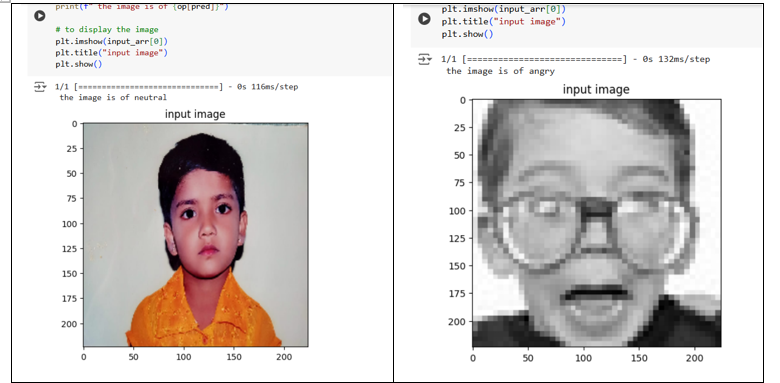 print(f" the image is of {op[pred]}")
# to display the image
plt.imshow(input_arr[0])
plt.title("input image")
plt.show()
1/1 [==============================] - 0s 116ms/step
the image is of neutral
input image
0
25
50
75
100
125
150
175
200
0 50 100 150 200
plt.imshow(input_arr[0])
plt.title("input image")
plt.show()
1/1 [==============================] - 0s 132ms/step
the image is of angry
input image
0
25
50
75
100
125
150
175
200
0 50 100 150 200